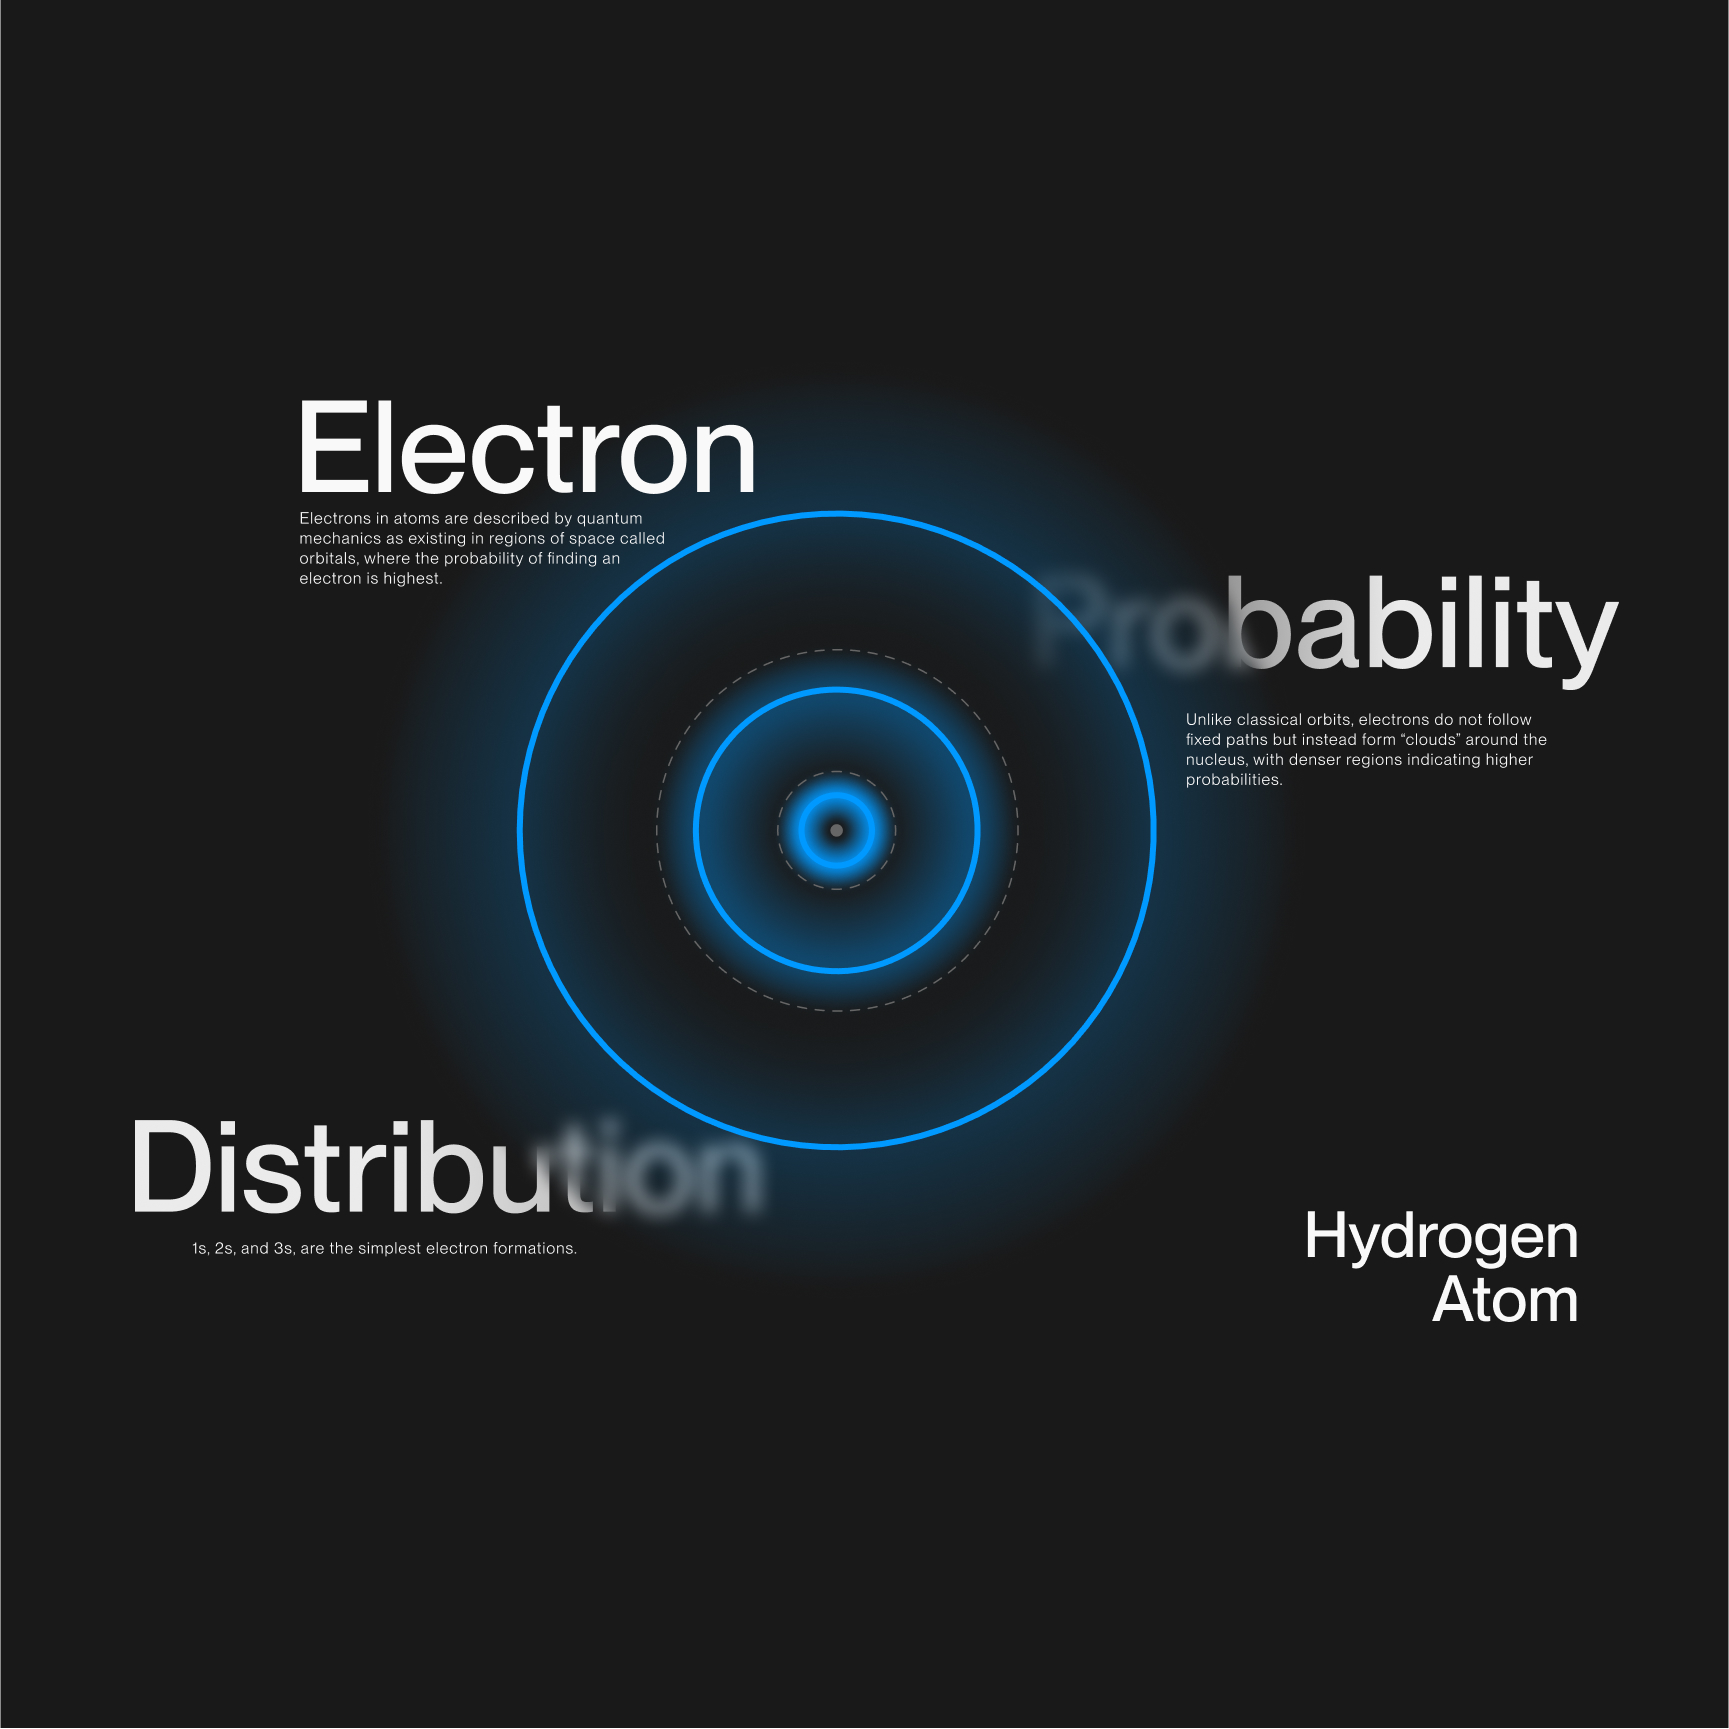 Electron
Electrons in atoms are described by quantum
mechanics as existing in regions of space called
orbitals, where the probability of finding an
electron is highest.
Probability
Unlike classical orbits, electrons do not follow
fixed paths but instead form “clouds” around the
nucleus, with denser regions indicating higher
probabilities.
Distribution
1s, 2s, and 3s, are the simplest electron formations.
Hydrogen
Atom